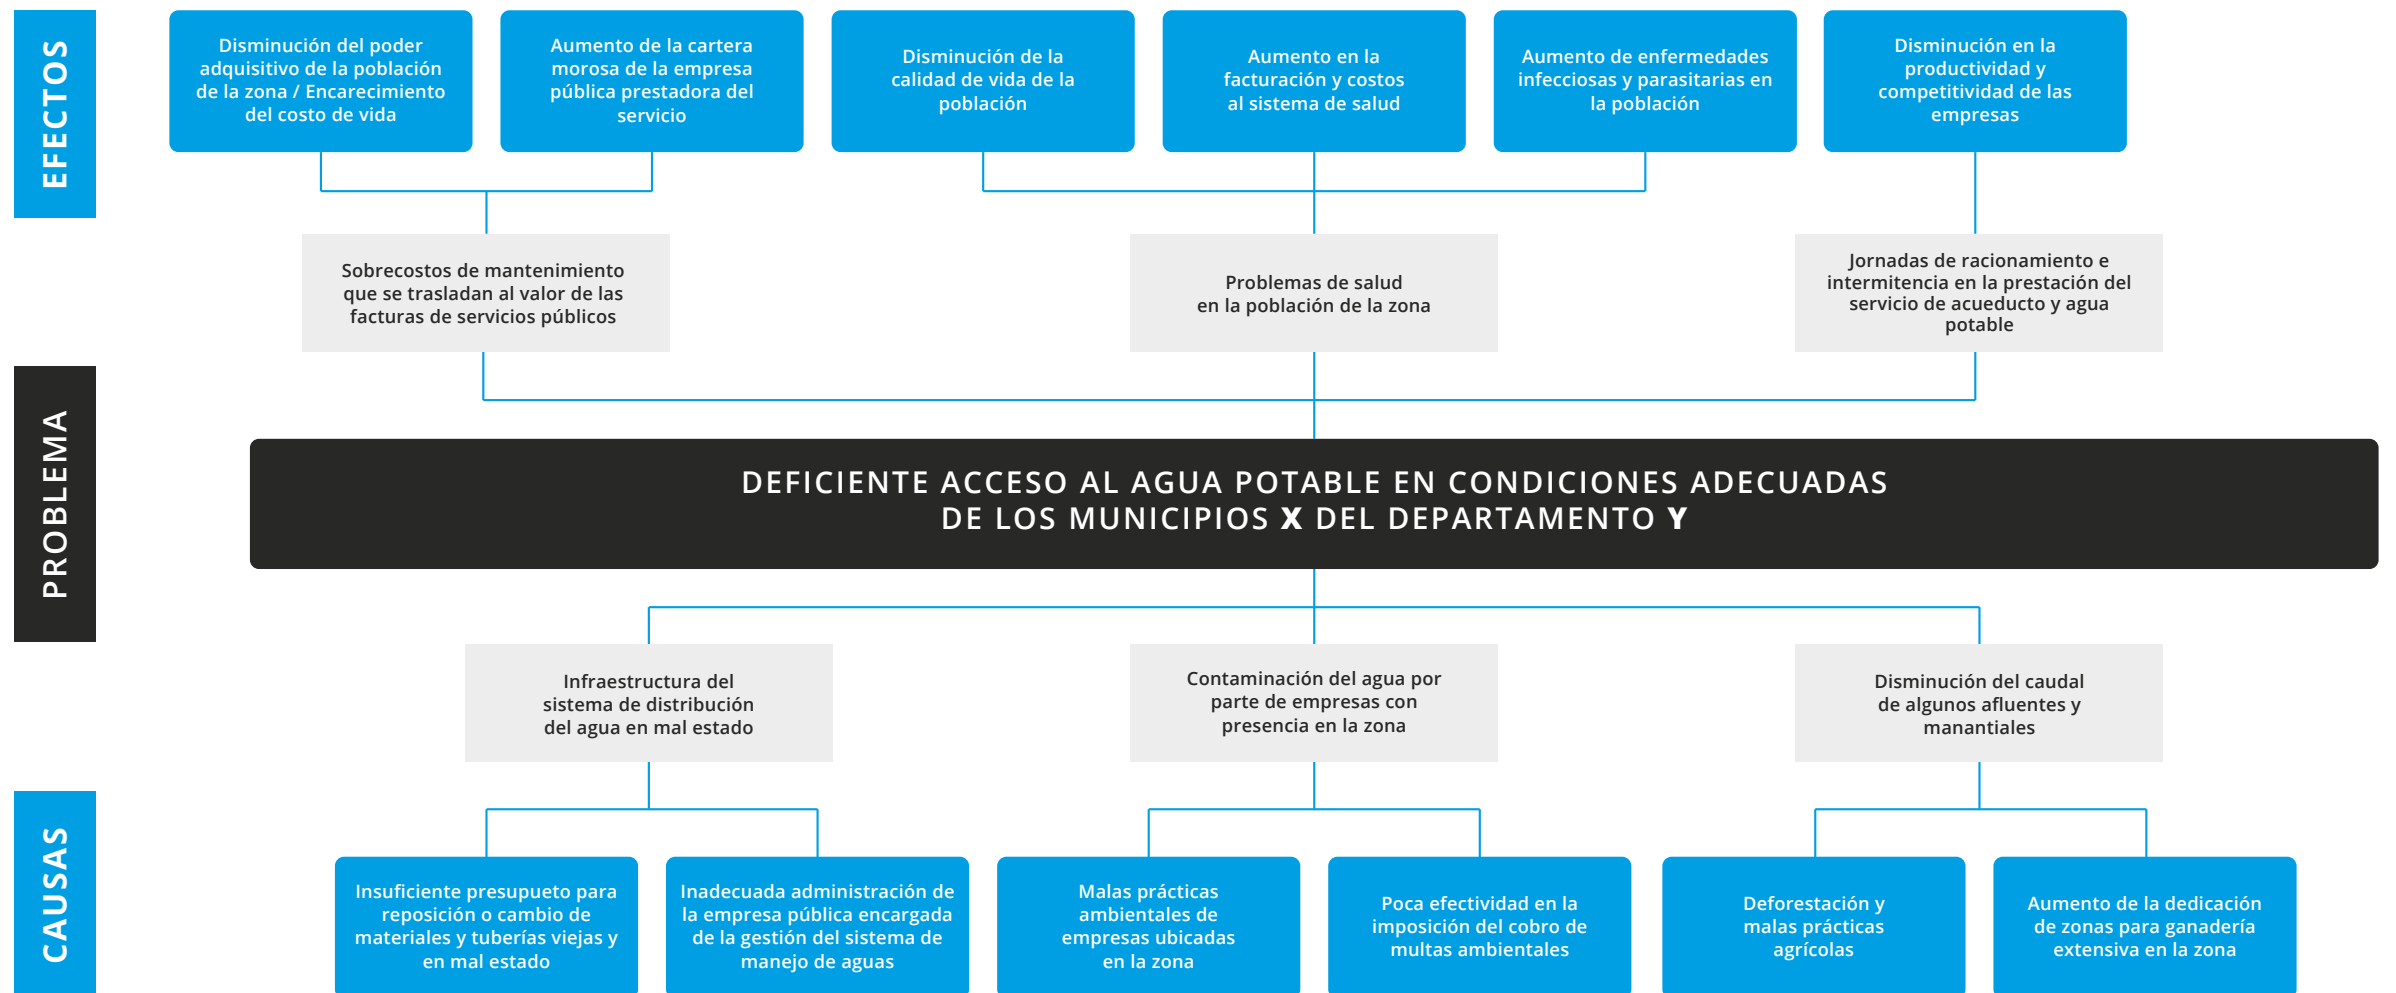 EFECTOS
Disminución del poder
adquisitivo de la población
de la zona / Encarecimiento
del costo de vida
Aumento de la cartera
morosa de la empresa
pública prestadora del
servicio
Disminución de la
calidad de vida de la
población
Aumento en la
facturación y costos
al sistema de salud
Aumento de enfermedades
infecciosas y parasitarias en
la población
Disminución en la
productividad y
competitividad de las
empresas
Sobrecostos de mantenimiento
que se trasladan al valor de las
facturas de servicios públicos
Problemas de salud
en la población de la zona
Jornadas de racionamiento e
intermitencia en la prestación del
servicio de acueducto y agua
potable
PROBLEMA
DEFICIENTE ACCESO AL AGUA POTABLE EN CONDICIONES ADECUADAS
DE LOS MUNICIPIOS X DEL DEPARTAMENTO Y
Infraestructura del
sistema de distribución
del agua en mal estado
Contaminación del agua por
parte de empresas con
presencia en la zona
Disminución del caudal
de algunos afluentes y
manantiales
CAUSAS
Insuficiente presupueto para
reposición o cambio de
materiales y tuberías viejas y
en mal estado
Inadecuada administración de
la empresa pública encargada
de la gestión del sistema de
manejo de aguas
Malas prácticas
ambientales de
empresas ubicadas
en la zona
Poca efectividad en la
imposición del cobro de
multas ambientales
Deforestación y
malas prácticas
agrícolas
Aumento de la dedicación
de zonas para ganadería
extensiva en la zona